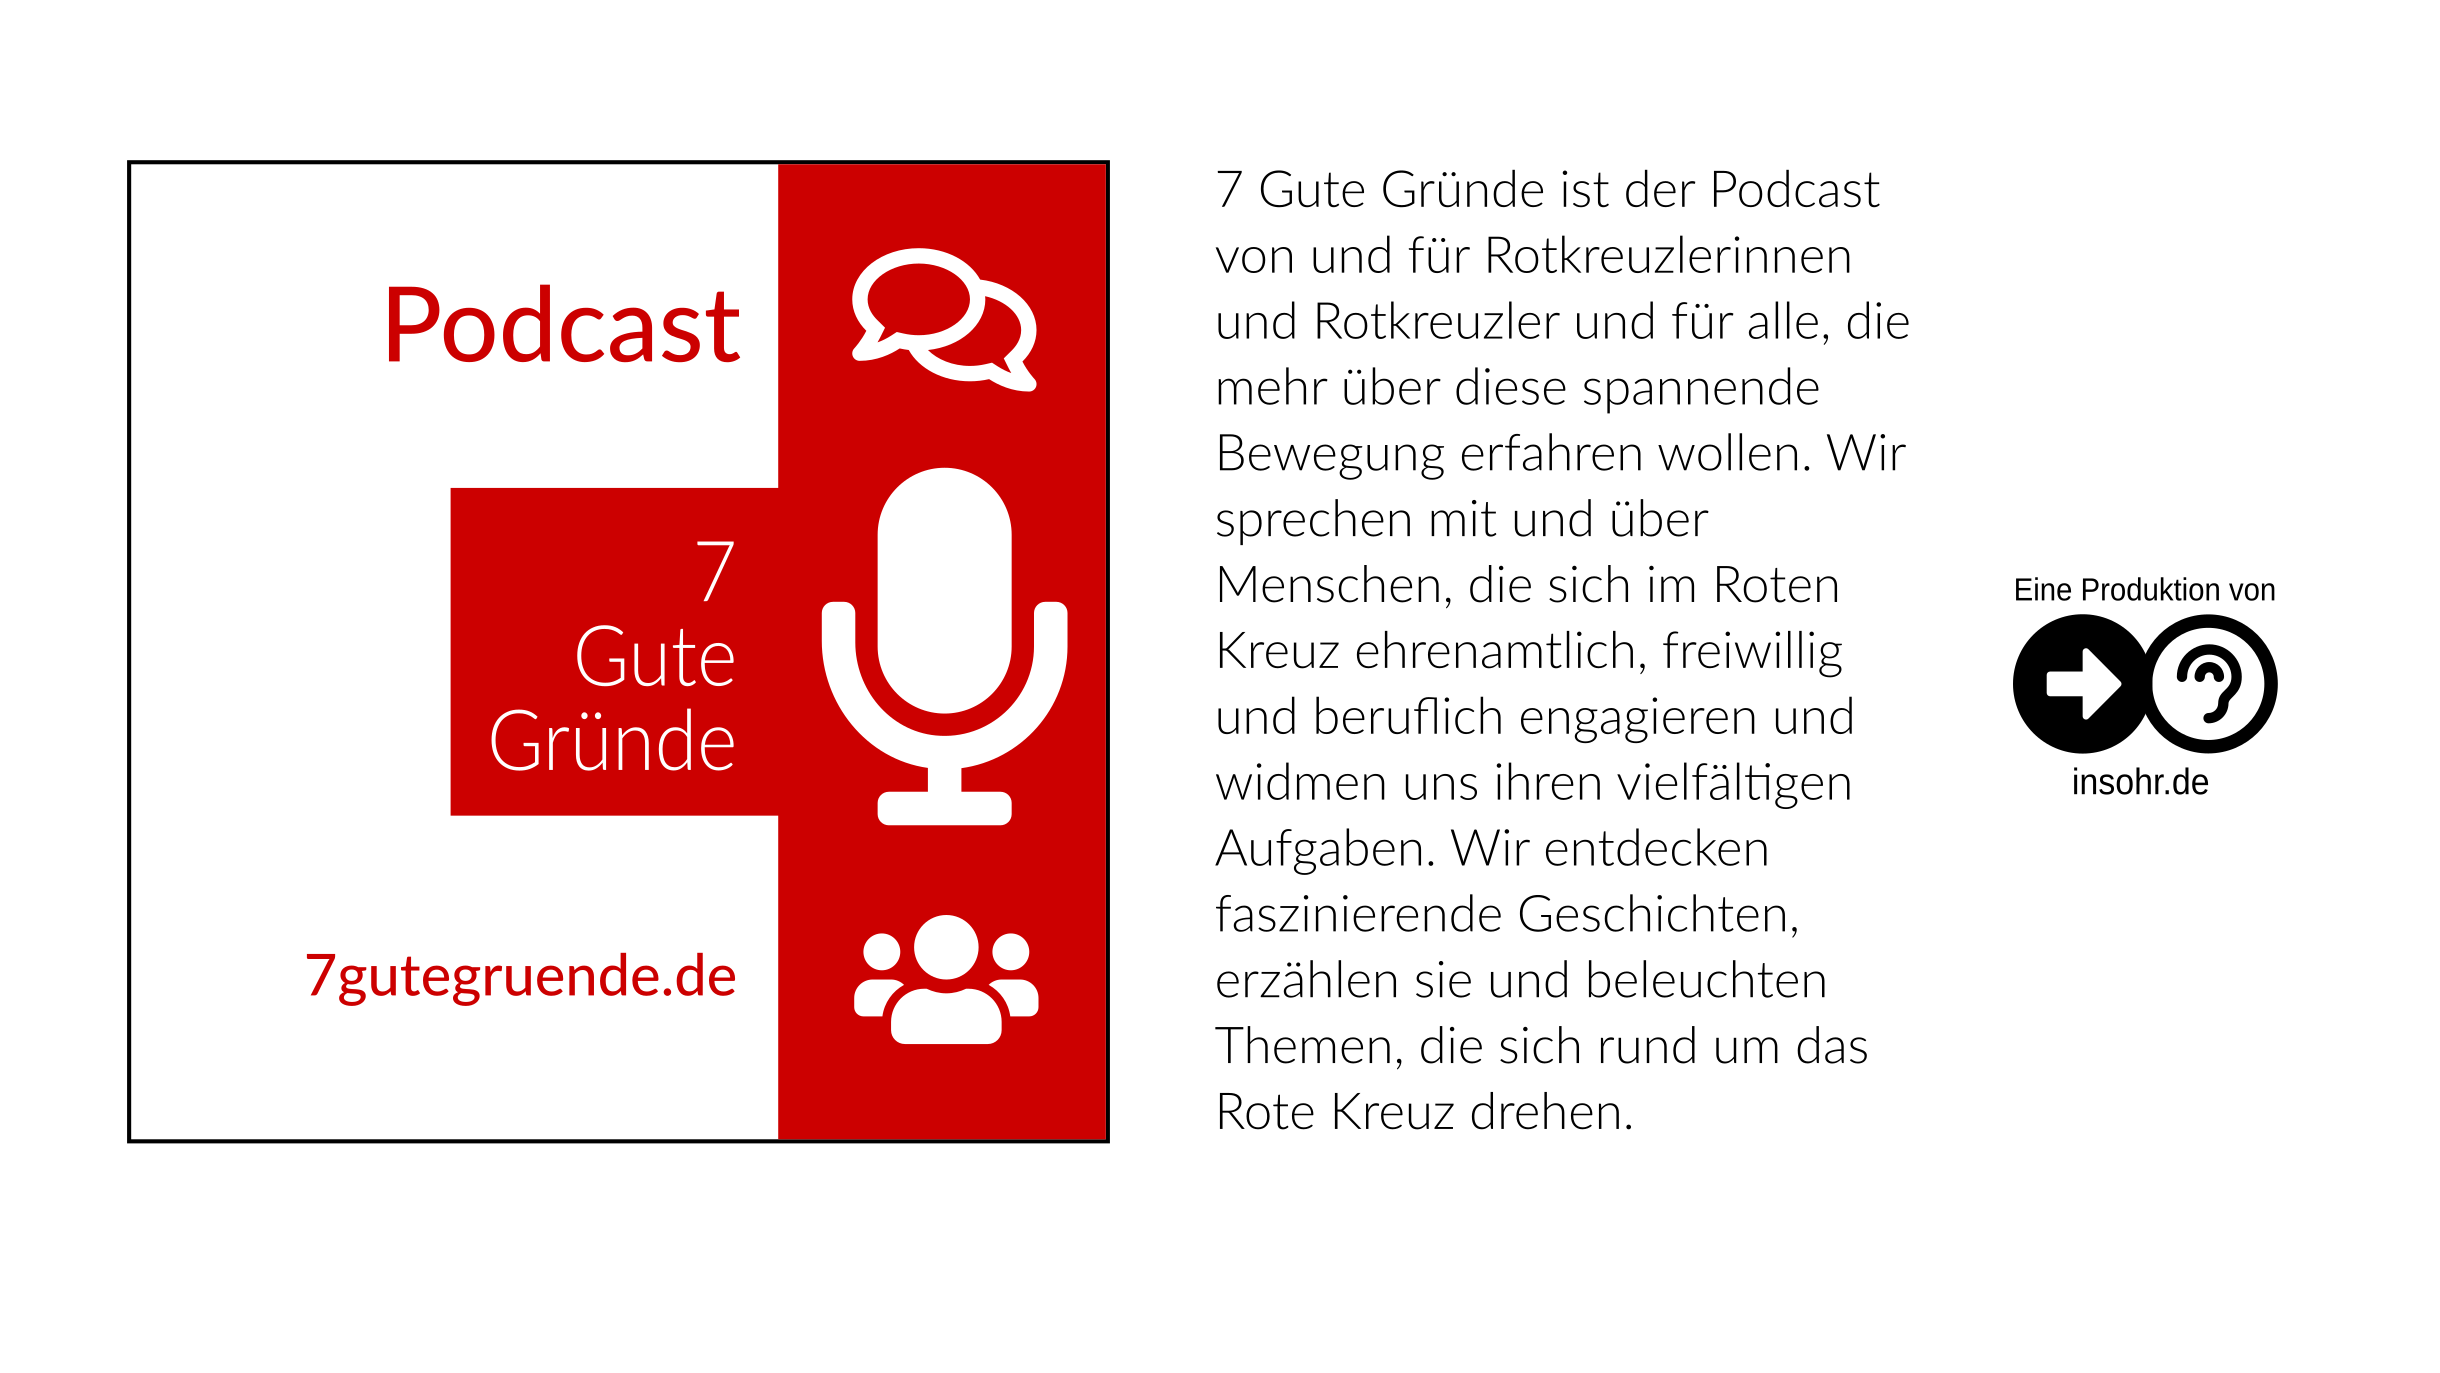 Podcast
7
Gute
Gründe
7gutegruende.de
7 Gute Gründe ist der Podcast
von und für Rotkreuzlerinnen
und Rotkreuzler und für alle, die
mehr über diese spannende
Bewegung erfahren wollen. Wir
sprechen mit und über
Menschen, die sich im Roten
Kreuz ehrenamtlich, freiwillig
und beruflich engagieren und
widmen uns ihren vielfältigen
Aufgaben. Wir entdecken
faszinierende Geschichten,
erzählen sie und beleuchten
Themen, die sich rund um das
Rote Kreuz drehen.
Eine Produktion von
insohr.de